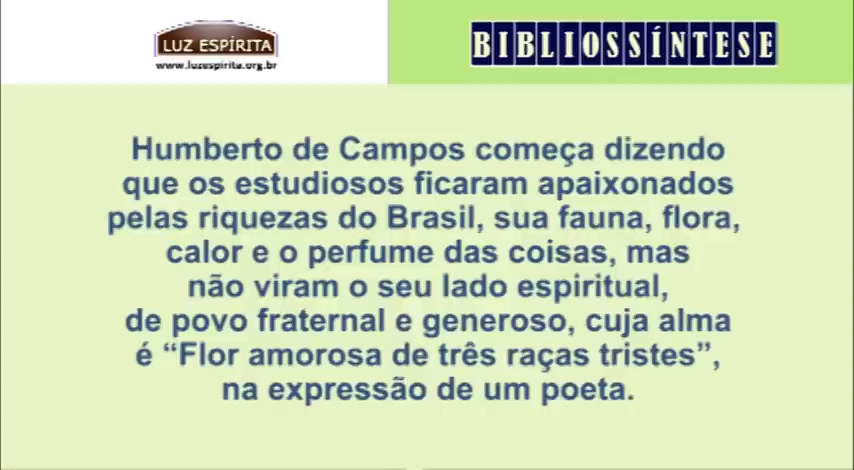 LUZ ESPÍRITA
www.luzespirita.org.br
BIBLIOSSÍNTESE
Humberto de Campos começa dizendo
que os estudiosos ficaram apaixonados
pelas riquezas do Brasil, sua fauna, flora,
calor e o perfume das coisas, mas
não viram o seu lado espiritual,
de povo fraternal e generoso, cuja alma
é “Flor amorosa de três raças tristes”,
na expressão de um poeta.